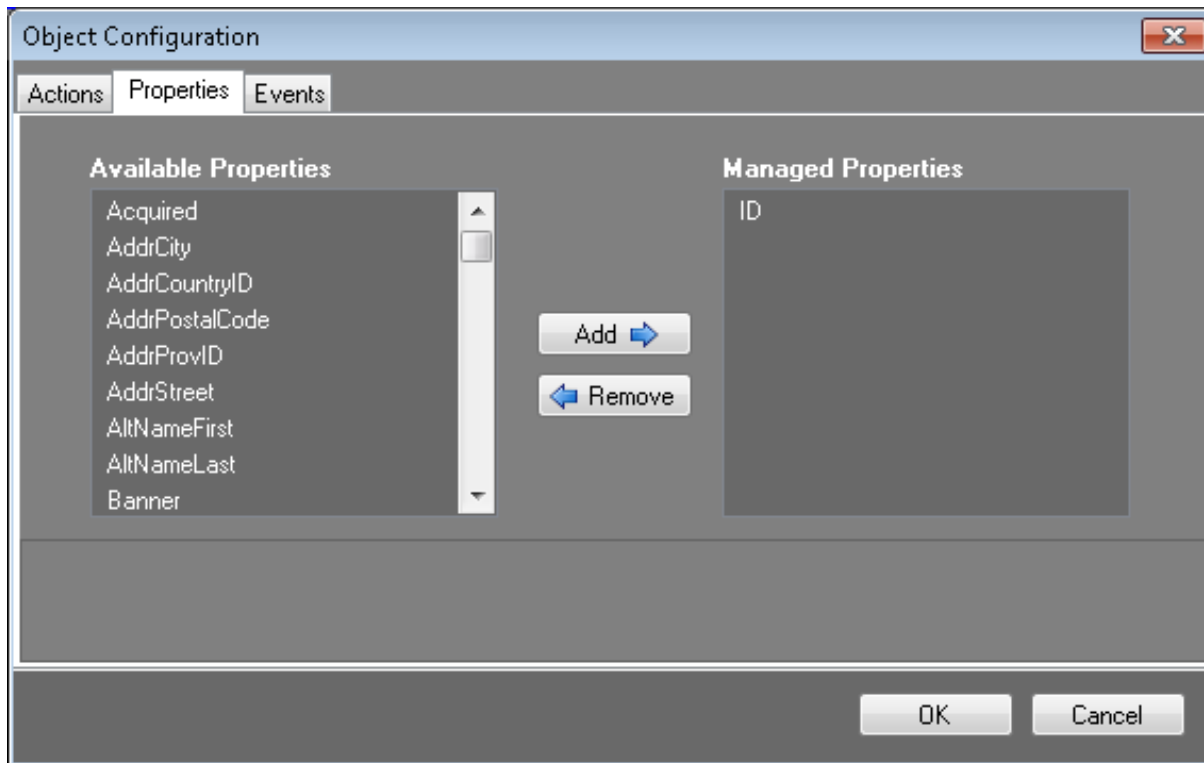 Object Configuration
Actions Properties Events
Available Properties
Managed Properties
Acquired
AddrCity
AddrCountryID
AddrPostalCode
AddrProvID
AddrStreet
AltNameFirst
AltNameLast
Banner
Add
Remove
ID
OK Cancel